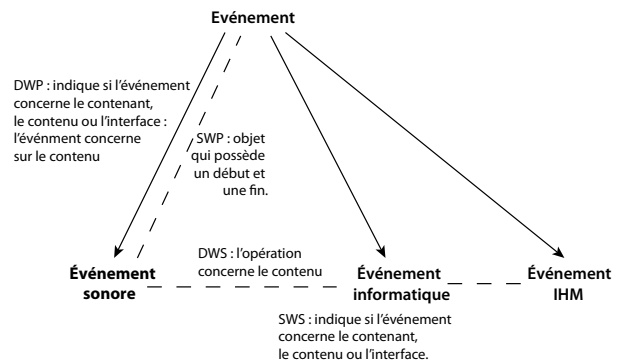 Evénement
DWP : indique si l'événement
concerne le contenant,
le contenu ou l'interface :
l'événment concerne
sur le contenu
SWP : objet
qui possède
un début et
une fin.
DWS : l'opération
concerne le contenu
Événement
sonore
Événement
informatique
Événement
IHM
SWS : indique si l'événement
concerne le contenant,
le contenu ou l'interface.